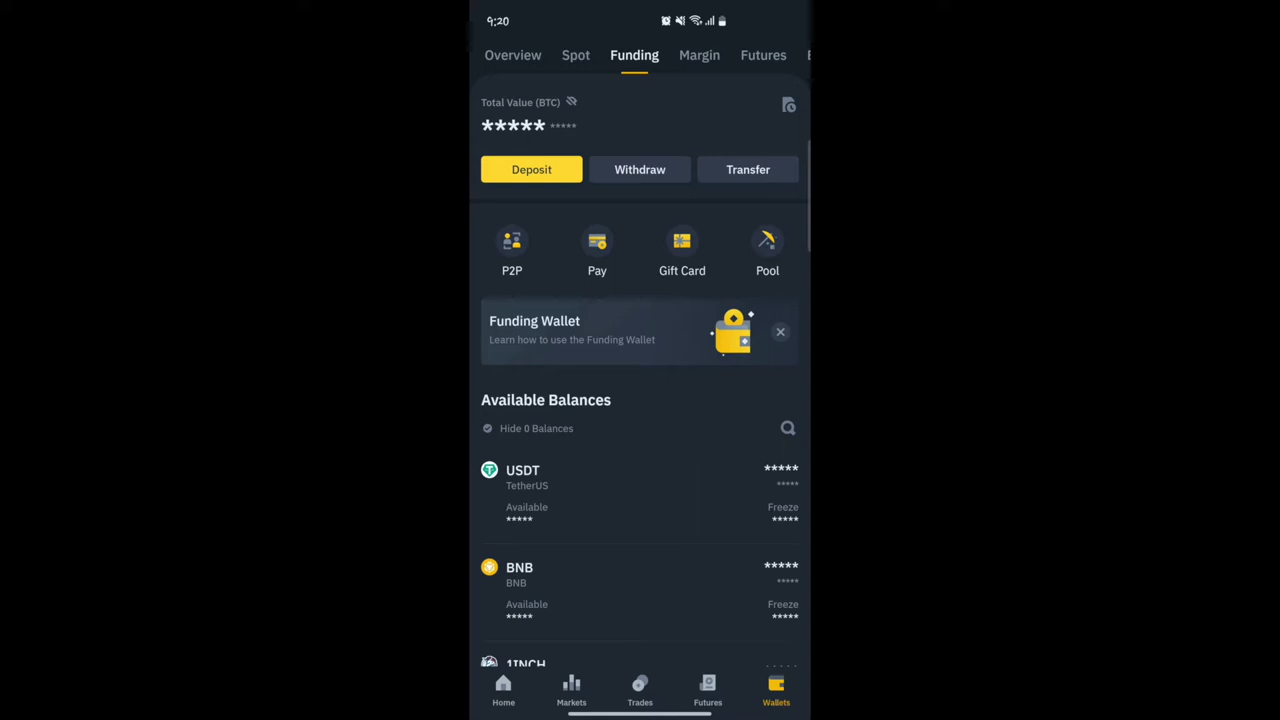 ٩:٢٥
Overview Spot Funding Margin Futures
Total Value (BTC)
***** *****
Deposit Withdraw Transfer
P2P Pay Gift Card Pool
Funding Wallet
Learn how to use the Funding Wallet
Available Balances
Hide 0 Balances
USDT *****
TetherUS *****
Available Freeze
***** *****
BNB *****
BNB *****
Available Freeze
***** *****
1INCH
Home Markets Trades Futures Wallets